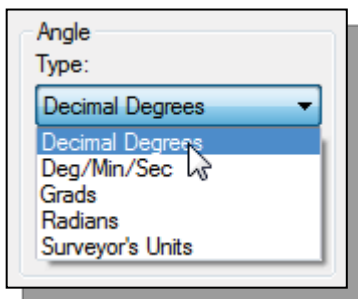 Angle
Type:
Decimal Degrees
Decimal Degrees
Deg/Min/Sec
Grads
Radians
Surveyor's Units